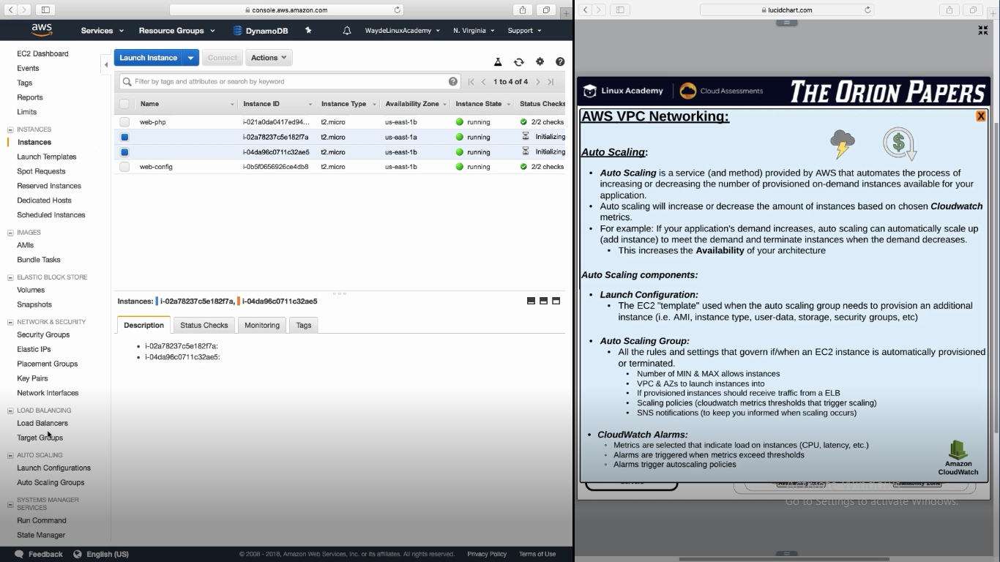 console.aws.amazon.com
aws Services Resource Groups DynamoDB WaydeLinuxAcademy N. Virginia Support
EC2 Dashboard
Events
Tags
Reports
Limits
INSTANCES
Instances
Launch Templates
Spot Requests
Reserved Instances
Dedicated Hosts
Scheduled Instances
IMAGES
AMIs
Bundle Tasks
ELASTIC BLOCK STORE
Volumes
Snapshots
NETWORK & SECURITY
Security Groups
Elastic IPs
Placement Groups
Key Pairs
Network Interfaces
LOAD BALANCING
Load Balancers
Target Groups
AUTO SCALING
Launch Configurations
Auto Scaling Groups
SYSTEMS MANAGER
SERVICES
Run Command
State Manager
Launch Instance Connect Actions
Filter by tags and attributes or search by keyword 1 to 4 of 4
Name Instance ID Instance Type Availability Zone Instance State Status Checks
web-php i-021a0da0417ed94... t2.micro us-east-1b running 2/2 checks
i-02a78237c5e182f7a t2.micro us-east-1a running Initializing
i-04da96c0711c32ae5 t2.micro us-east-1b running Initializing
web-config i-0b5f0656926ce4db8 t2.micro us-east-1b running 2/2 checks
Instances: i-02a78237c5e182f7a, i-04da96c0711c32ae5
Description Status Checks Monitoring Tags
• i-02a78237c5e182f7a:
• i-04da96c0711c32ae5:
Feedback English (US) © 2008 - 2018, Amazon Web Services, Inc. or its affiliates. All rights reserved. Privacy Policy Terms of Use
lucidchart.com
Linux Academy Cloud Assessments THE ORION PAPERS
AWS VPC Networking: X
Auto Scaling:
• Auto Scaling is a service (and method) provided by AWS that automates the process of
increasing or decreasing the number of provisioned on-demand instances available for your
application.
• Auto scaling will increase or decrease the amount of instances based on chosen Cloudwatch
metrics.
• For example: If your application's demand increases, auto scaling can automatically scale up
(add instance) to meet the demand and terminate instances when the demand decreases.
• This increases the Availability of your architecture
Auto Scaling components:
• Launch Configuration:
• The EC2 "template" used when the auto scaling group needs to provision an additional
instance (i.e. AMI, instance type, user-data, storage, security groups, etc)
• Auto Scaling Group:
• All the rules and settings that govern if/when an EC2 instance is automatically provisioned
or terminated.
• Number of MIN & MAX allows instances
• VPC & AZs to launch instances into
• If provisioned instances should receive traffic from a ELB
• Scaling policies (cloudwatch metrics thresholds that trigger scaling)
• SNS notifications (to keep you informed when scaling occurs)
• CloudWatch Alarms:
◦ Metrics are selected that indicate load on instances (CPU, latency, etc.)
◦ Alarms are triggered when metrics exceed thresholds
◦ Alarms trigger autoscaling policies
Amazon
CloudWatch
Go to Settings to activate Windows.